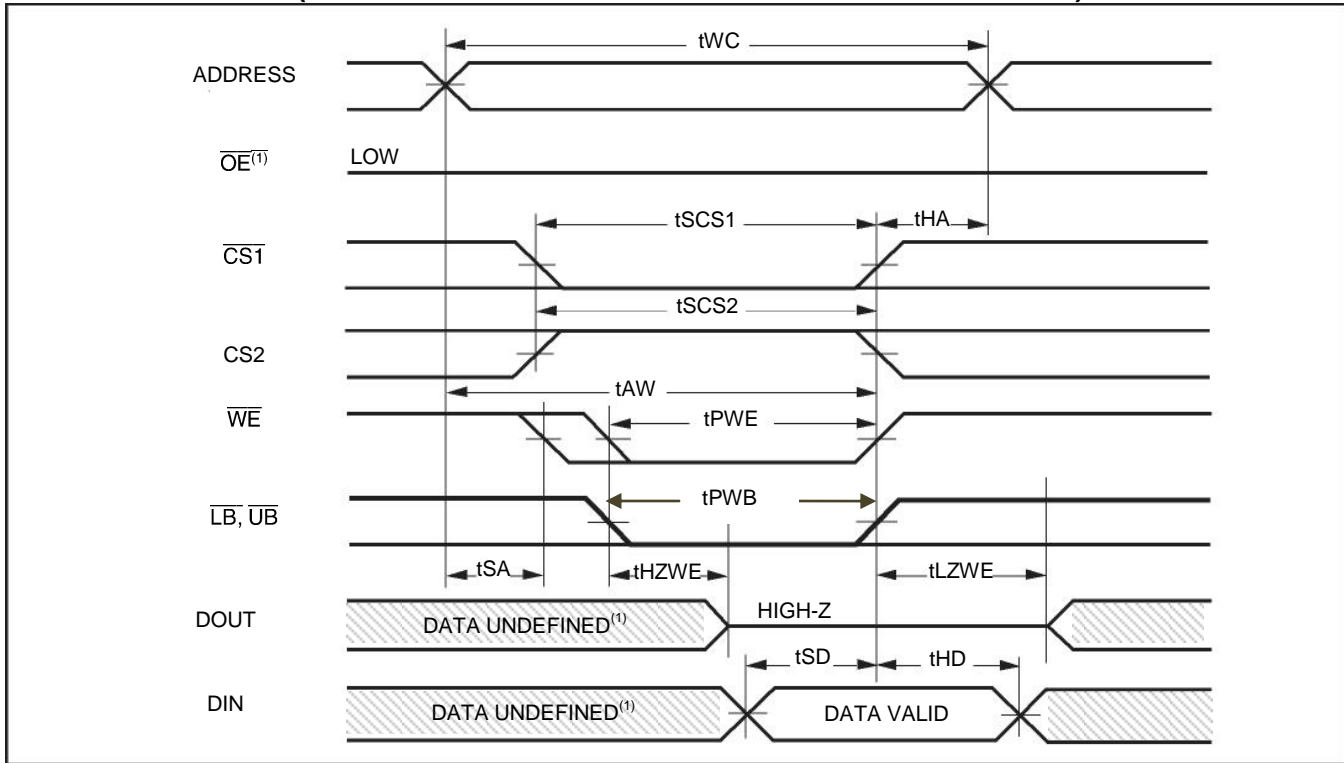 tWC
ADDRESS
OE(1)
LOW
tSCS1
tHA
CS1
tSCS2
CS2
tAW
WE
tPWE
tPWB
LB, UB
tSA
tHZWE
tLZWE
DOUT
DATA UNDEFINED(1)
HIGH-Z
tSD
tHD
DIN
DATA UNDEFINED(1)
DATA VALID